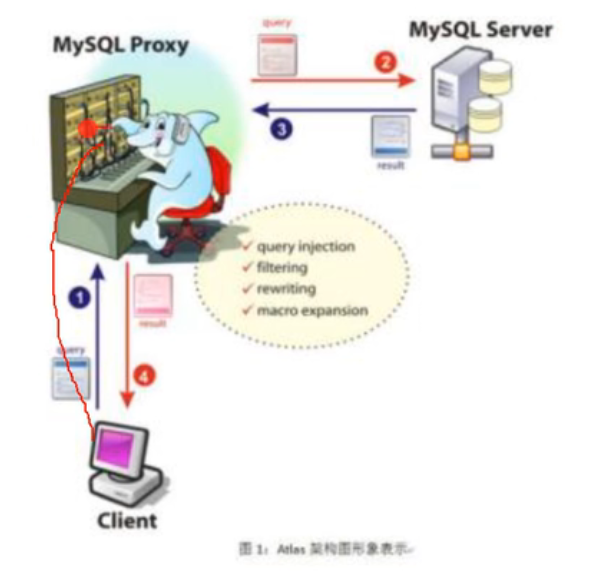 MySQL Proxy
query
2
MySQL Server
3
result
✓ query injection
✓ filtering
✓ rewriting
✓ macro expansion
1
result
query
4
Client
图 1：Atlas 架构图形象表示